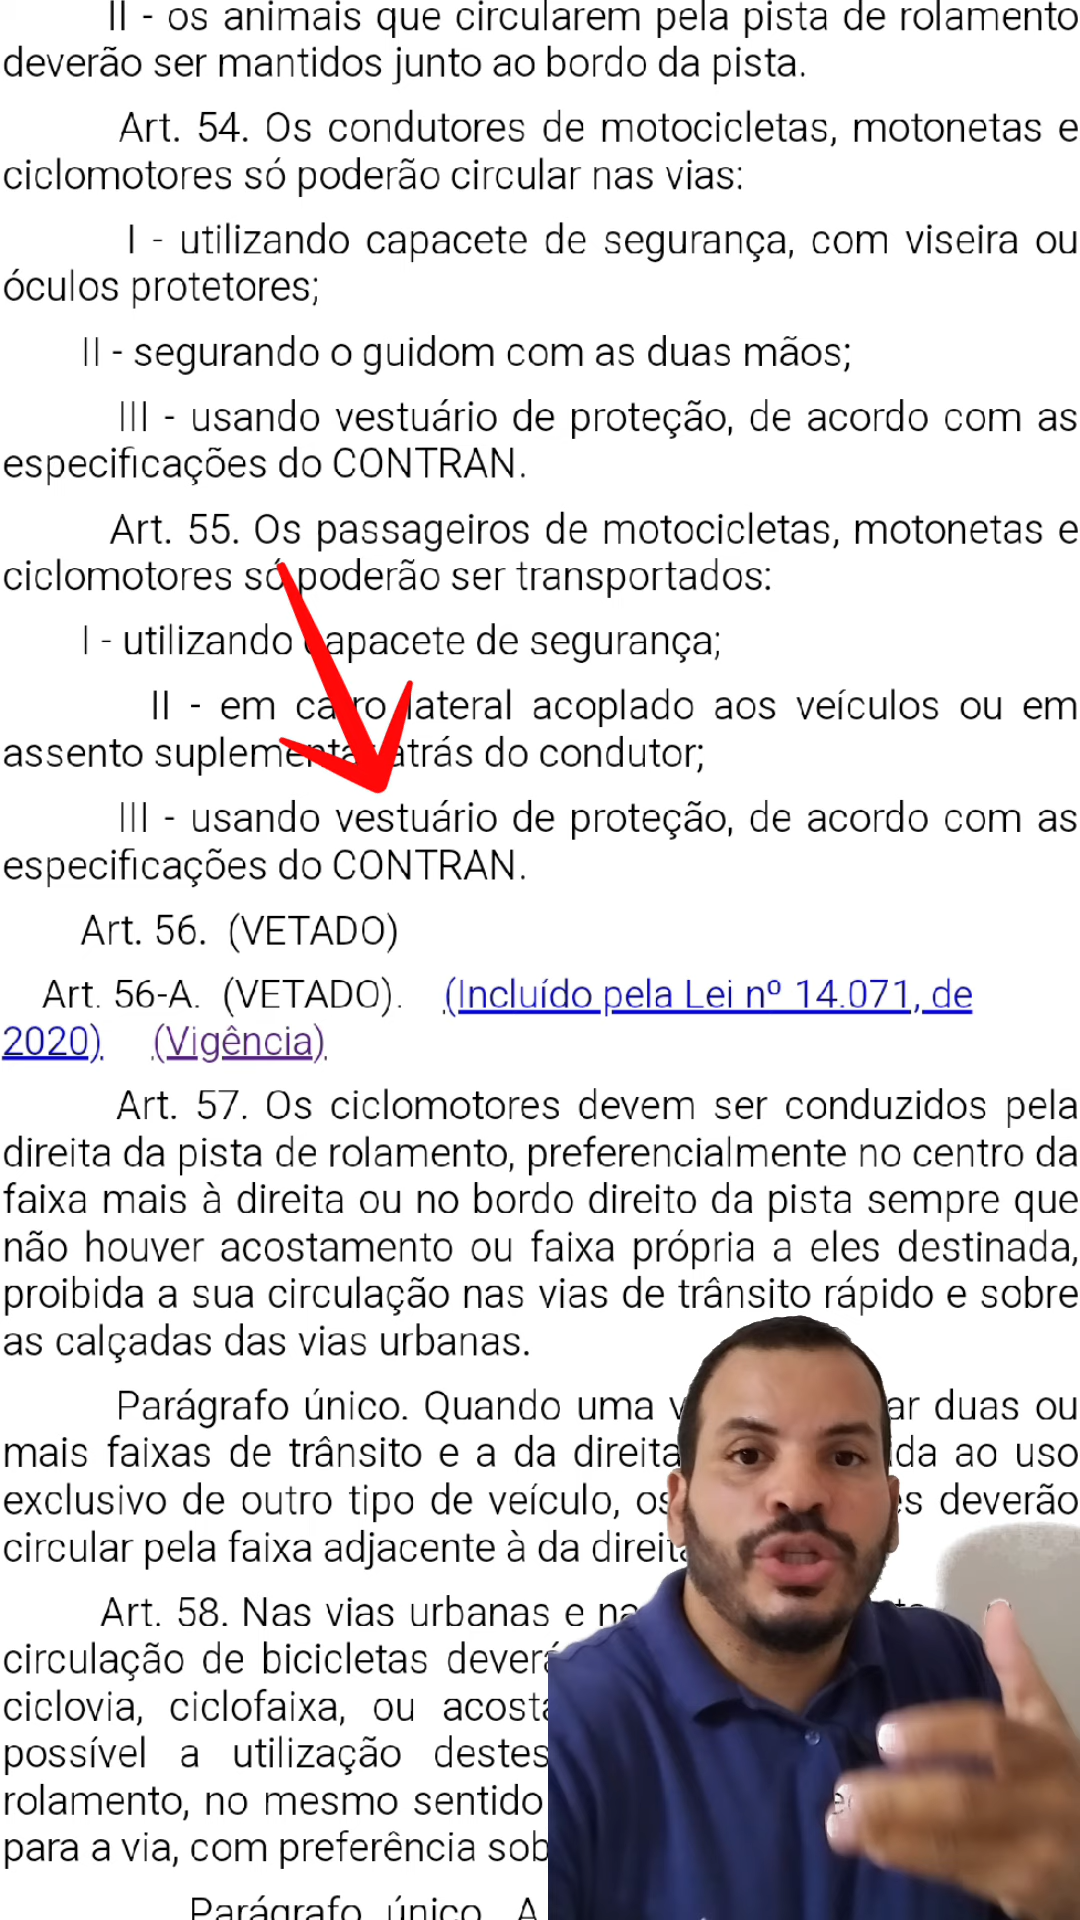 II - os animais que circularem pela pista de rolamento
deverão ser mantidos junto ao bordo da pista.
Art. 54. Os condutores de motocicletas, motonetas e
ciclomotores só poderão circular nas vias:
I - utilizando capacete de segurança, com viseira ou
óculos protetores;
II - segurando o guidom com as duas mãos;
III - usando vestuário de proteção, de acordo com as
especificações do CONTRAN.
Art. 55. Os passageiros de motocicletas, motonetas e
ciclomotores só poderão ser transportados:
I - utilizando capacete de segurança;
II - em carro lateral acoplado aos veículos ou em
assento suplementar atrás do condutor;
III - usando vestuário de proteção, de acordo com as
especificações do CONTRAN.
Art. 56. (VETADO)
Art. 56-A. (VETADO). (Incluído pela Lei nº 14.071, de
2020) (Vigência)
Art. 57. Os ciclomotores devem ser conduzidos pela
direita da pista de rolamento, preferencialmente no centro da
faixa mais à direita ou no bordo direito da pista sempre que
não houver acostamento ou faixa própria a eles destinada,
proibida a sua circulação nas vias de trânsito rápido e sobre
as calçadas das vias urbanas.
Parágrafo único. Quando uma duas ou
mais faixas de trânsito e a da direita ao uso
exclusivo de outro tipo de veículo, os deverão
circular pela faixa adjacente à da direita
Art. 58. Nas vias urbanas e
circulação de bicicletas
ciclovia, ciclofaixa, ou
possível a utilização destes
rolamento, no mesmo sentido
para a via, com preferência
Parágrafo único. A